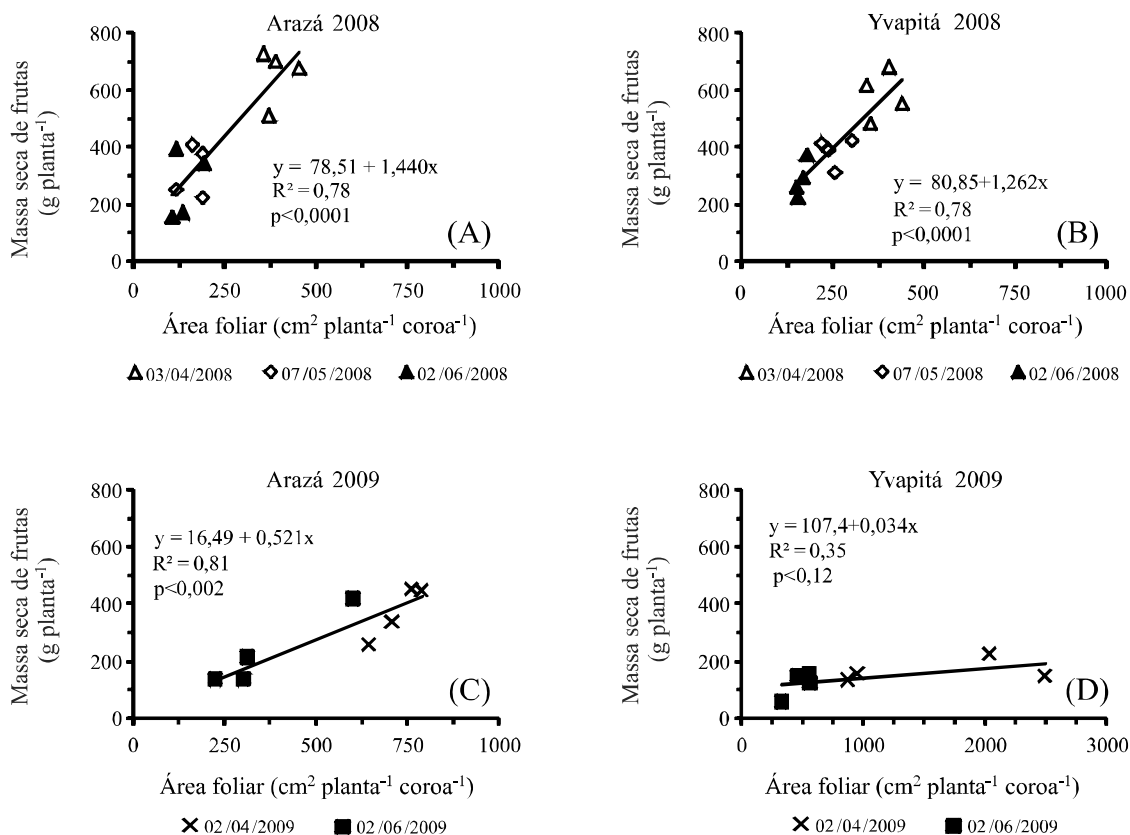 Arazá 2008
Massa seca de frutas
(g planta⁻¹)
800
600
400
200
0
y = 78,51 + 1,440x
R² = 0,78
p<0,0001
(A)
0 250 500 750 1000
Área foliar (cm² planta⁻¹ coroa⁻¹)
03/04/2008 07/05/2008 02/06/2008
Yvapitá 2008
Massa seca de frutas
(g planta⁻¹)
800
600
400
200
0
y = 80,85+1,262x
R² = 0,78
p<0,0001
(B)
0 250 500 750 1000
Área foliar (cm² planta⁻¹ coroa⁻¹)
03/04/2008 07/05/2008 02/06/2008
Arazá 2009
Massa seca de frutas
(g planta⁻¹)
800
600
400
200
0
y = 16,49 + 0,521x
R² = 0,81
p<0,002
(C)
0 250 500 750 1000
Área foliar (cm² planta⁻¹ coroa⁻¹)
02/04/2009 02/06/2009
Yvapitá 2009
Massa seca de frutas
(g planta⁻¹)
800
600
400
200
0
y = 107,4+0,034x
R² = 0,35
p<0,12
(D)
0 1000 2000 3000
Área foliar (cm² planta⁻¹ coroa⁻¹)
02/04/2009 02/06/2009